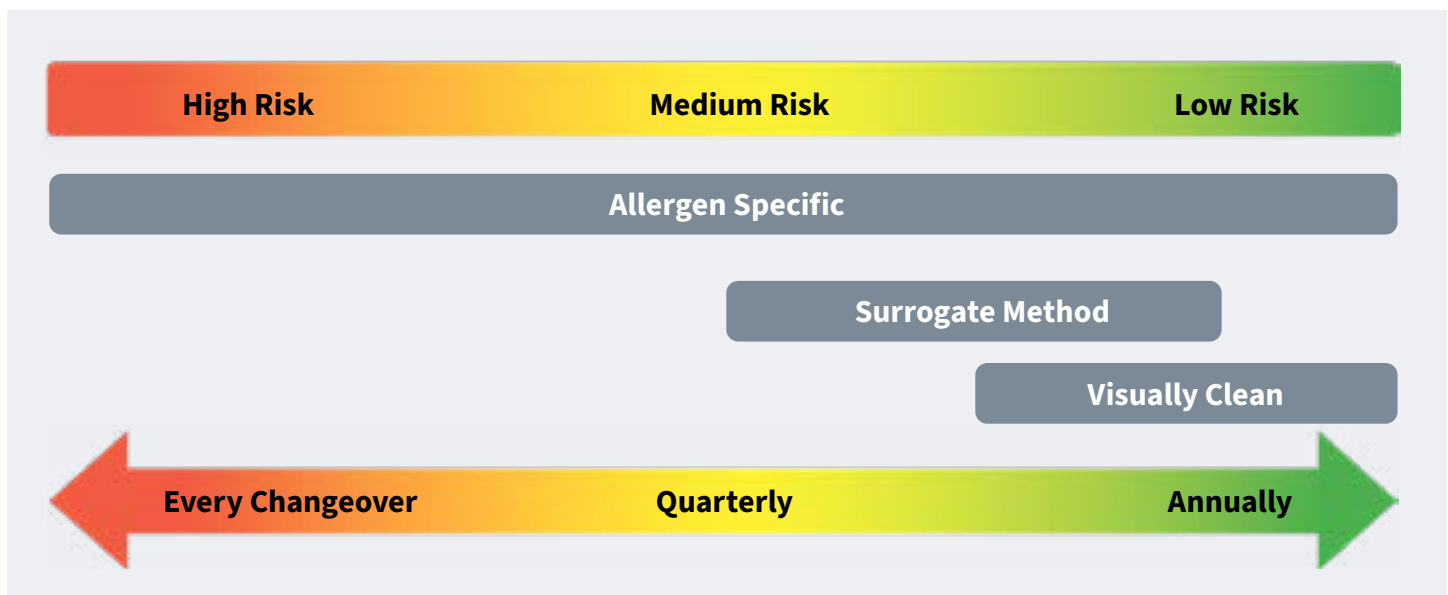 High Risk Medium Risk Low Risk
Allergen Specific
Surrogate Method
Visually Clean
Every Changeover Quarterly Annually